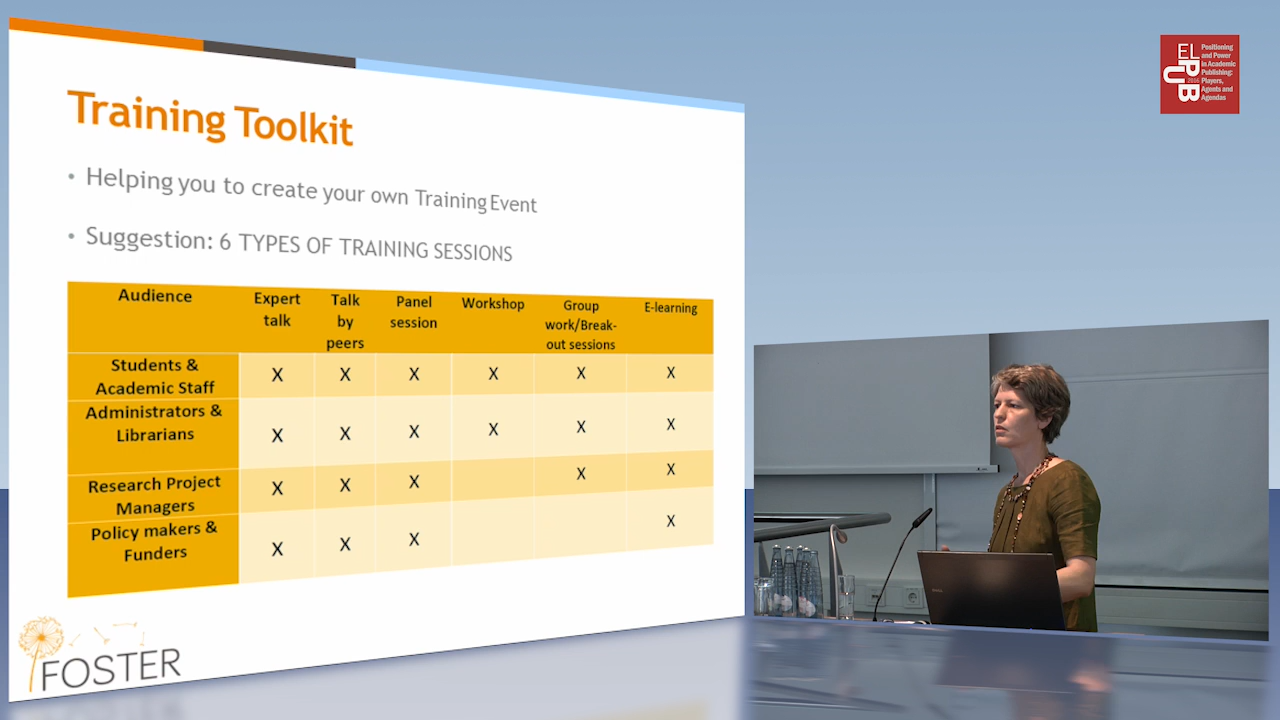 Training Toolkit
• Helping you to create your own Training Event
• Suggestion: 6 TYPES OF TRAINING SESSIONS
Audience Expert talk Talk by peers Panel session Workshop Group work/Break-out sessions E-learning
Students & Academic Staff X X X X X X
Administrators & Librarians X X X X X X
Research Project Managers X X X X X
Policy makers & Funders X X X X
FOSTER
EL
PUB
2016
Positioning
and Power
in Academic
Publishing:
Players,
Agents and
Agendas